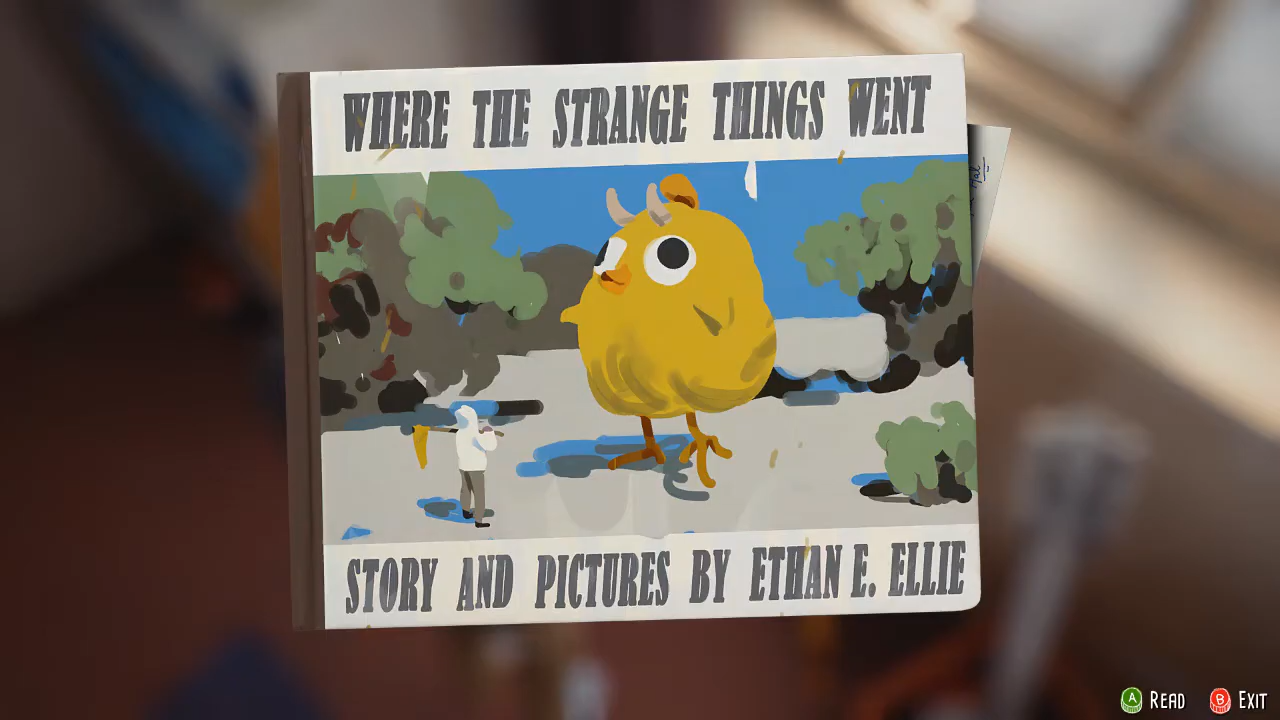 WHERE THE STRANGE THINGS WENT
STORY AND PICTURES BY ETHAN E. ELLIE
A READ B EXIT